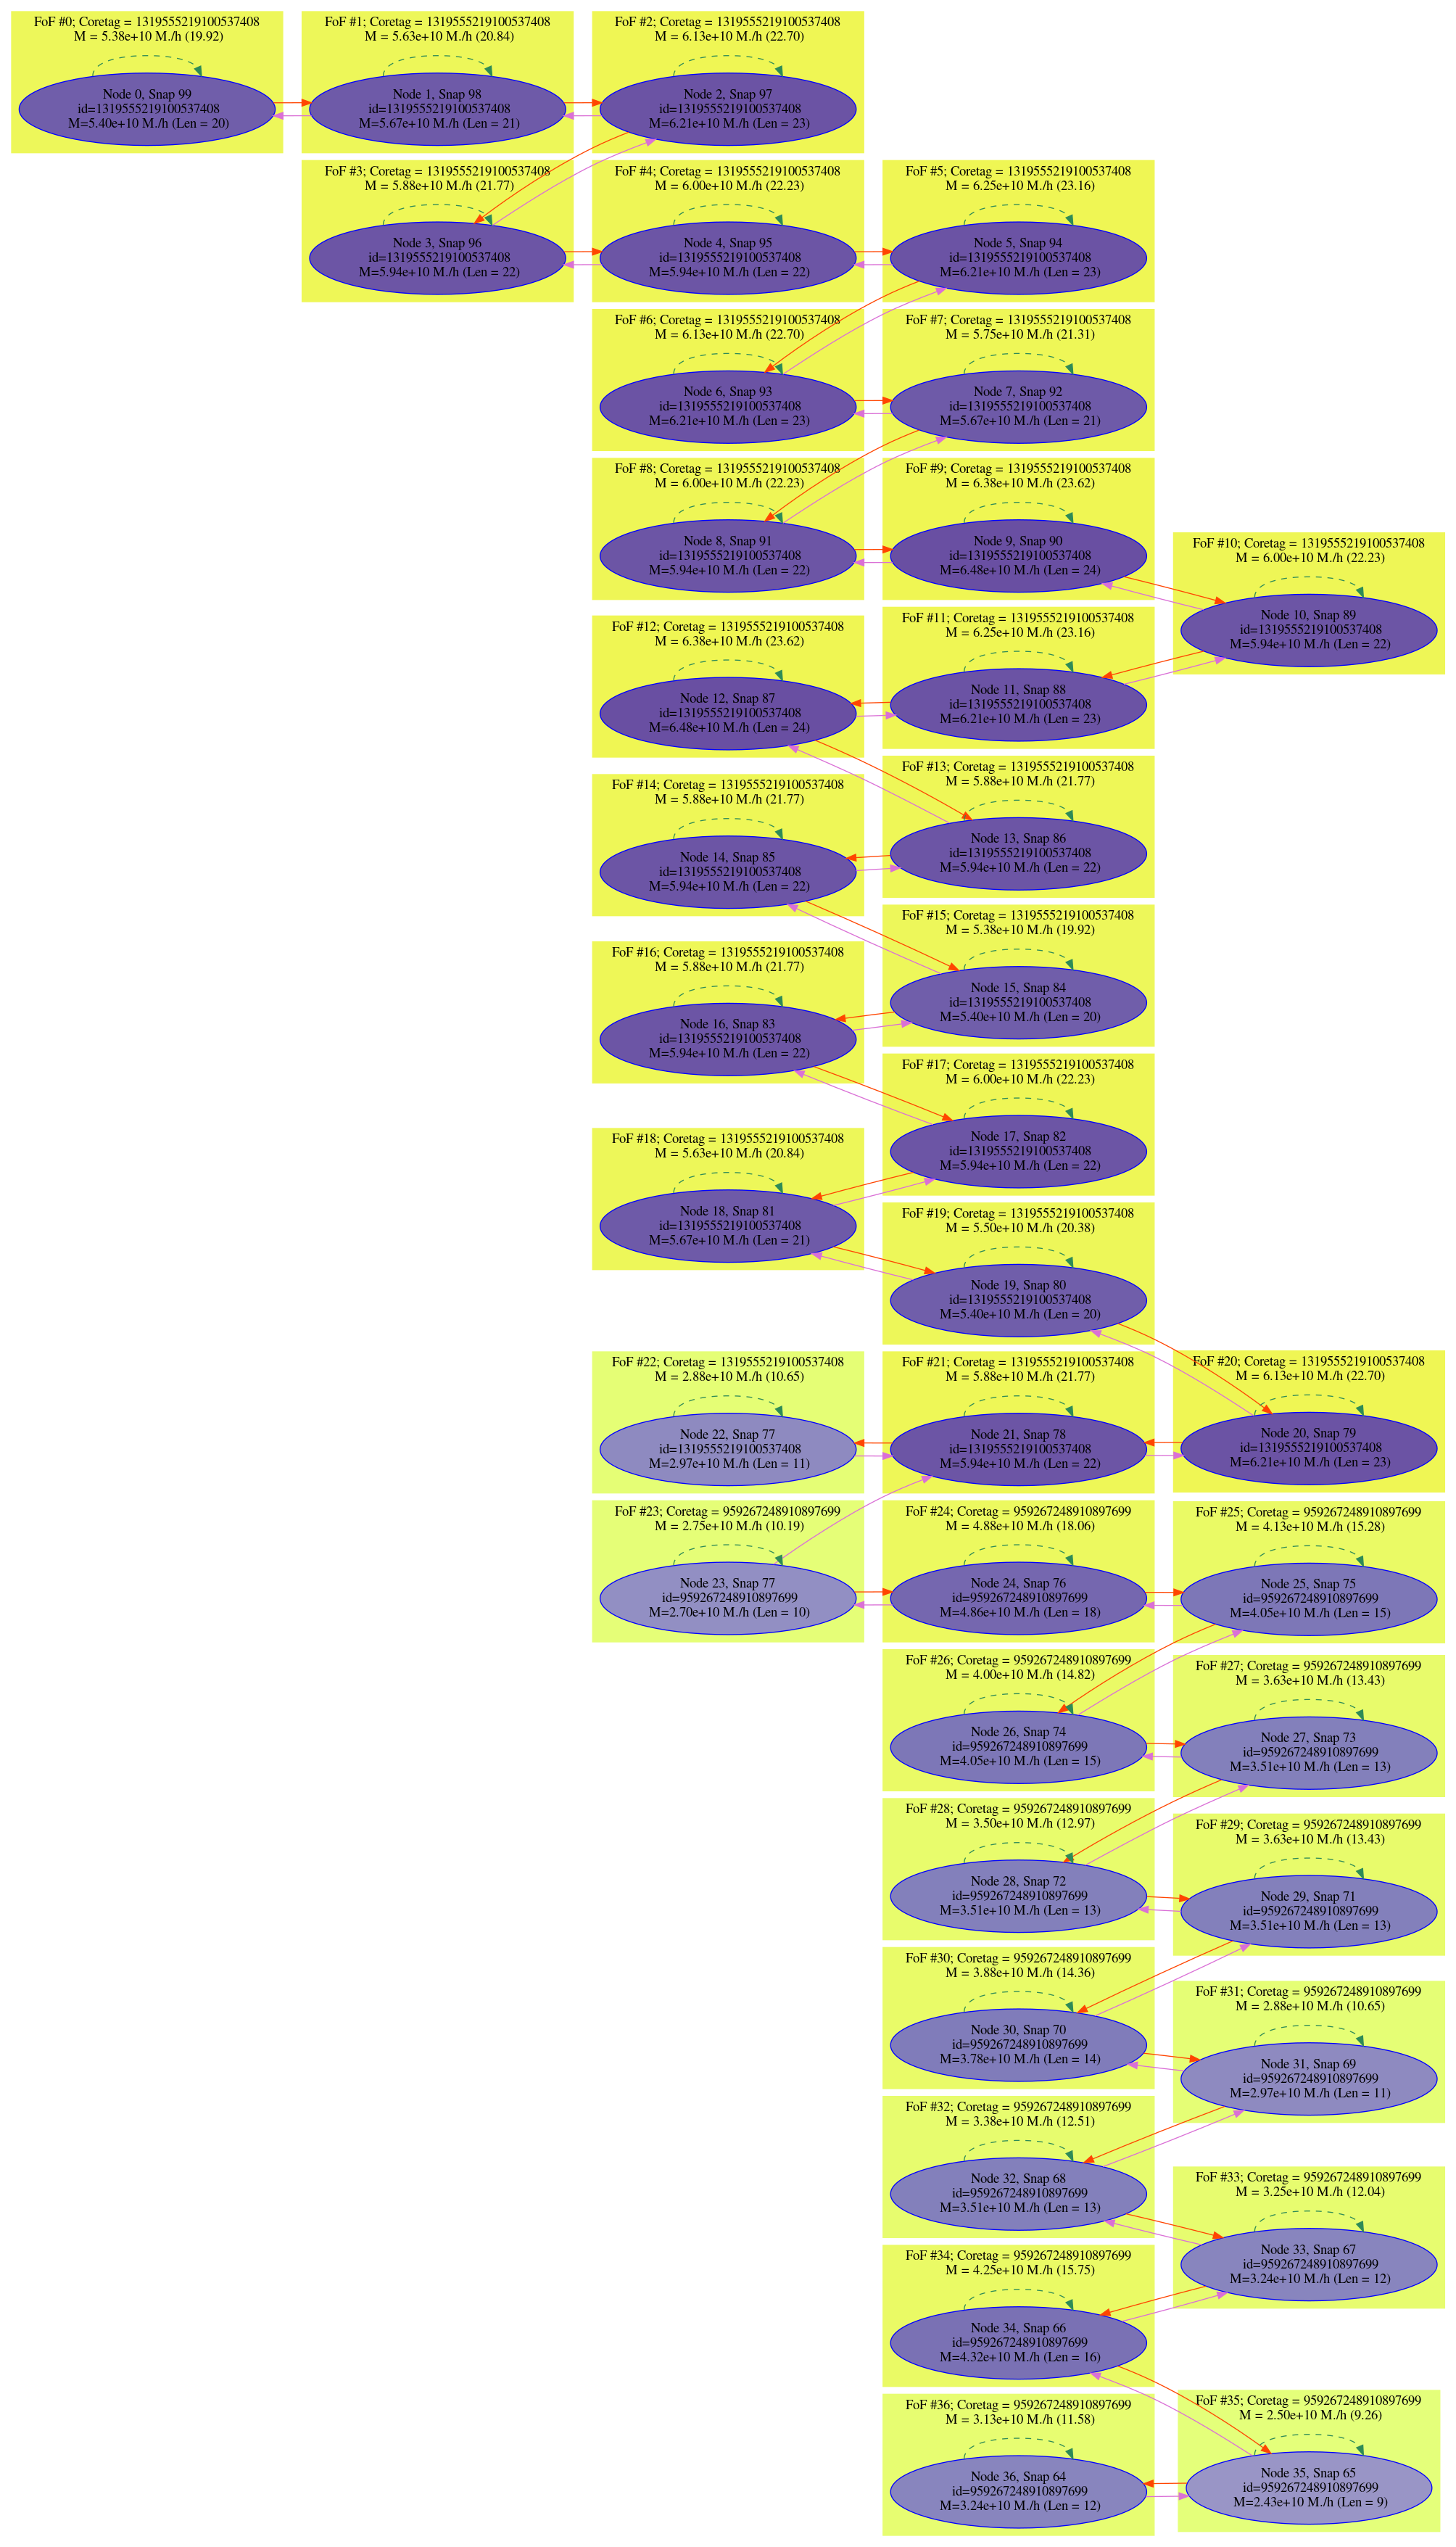 FoF #0; Coretag = 1319555219100537408
M = 5.38e+10 M./h (19.92)
Node 0, Snap 99
id=1319555219100537408
M=5.40e+10 M./h (Len = 20)
FoF #1; Coretag = 1319555219100537408
M = 5.63e+10 M./h (20.84)
Node 1, Snap 98
id=1319555219100537408
M=5.67e+10 M./h (Len = 21)
FoF #2; Coretag = 1319555219100537408
M = 6.13e+10 M./h (22.70)
Node 2, Snap 97
id=1319555219100537408
M=6.21e+10 M./h (Len = 23)
FoF #3; Coretag = 1319555219100537408
M = 5.88e+10 M./h (21.77)
Node 3, Snap 96
id=1319555219100537408
M=5.94e+10 M./h (Len = 22)
FoF #4; Coretag = 1319555219100537408
M = 6.00e+10 M./h (22.23)
Node 4, Snap 95
id=1319555219100537408
M=5.94e+10 M./h (Len = 22)
FoF #5; Coretag = 1319555219100537408
M = 6.25e+10 M./h (23.16)
Node 5, Snap 94
id=1319555219100537408
M=6.21e+10 M./h (Len = 23)
FoF #6; Coretag = 1319555219100537408
M = 6.13e+10 M./h (22.70)
Node 6, Snap 93
id=1319555219100537408
M=6.21e+10 M./h (Len = 23)
FoF #7; Coretag = 1319555219100537408
M = 5.75e+10 M./h (21.31)
Node 7, Snap 92
id=1319555219100537408
M=5.67e+10 M./h (Len = 21)
FoF #8; Coretag = 1319555219100537408
M = 6.00e+10 M./h (22.23)
Node 8, Snap 91
id=1319555219100537408
M=5.94e+10 M./h (Len = 22)
FoF #9; Coretag = 1319555219100537408
M = 6.38e+10 M./h (23.62)
Node 9, Snap 90
id=1319555219100537408
M=6.48e+10 M./h (Len = 24)
FoF #10; Coretag = 1319555219100537408
M = 6.00e+10 M./h (22.23)
Node 10, Snap 89
id=1319555219100537408
M=5.94e+10 M./h (Len = 22)
FoF #11; Coretag = 1319555219100537408
M = 6.25e+10 M./h (23.16)
Node 11, Snap 88
id=1319555219100537408
M=6.21e+10 M./h (Len = 23)
FoF #12; Coretag = 1319555219100537408
M = 6.38e+10 M./h (23.62)
Node 12, Snap 87
id=1319555219100537408
M=6.48e+10 M./h (Len = 24)
FoF #13; Coretag = 1319555219100537408
M = 5.88e+10 M./h (21.77)
Node 13, Snap 86
id=1319555219100537408
M=5.94e+10 M./h (Len = 22)
FoF #14; Coretag = 1319555219100537408
M = 5.88e+10 M./h (21.77)
Node 14, Snap 85
id=1319555219100537408
M=5.94e+10 M./h (Len = 22)
FoF #15; Coretag = 1319555219100537408
M = 5.38e+10 M./h (19.92)
Node 15, Snap 84
id=1319555219100537408
M=5.40e+10 M./h (Len = 20)
FoF #16; Coretag = 1319555219100537408
M = 5.88e+10 M./h (21.77)
Node 16, Snap 83
id=1319555219100537408
M=5.94e+10 M./h (Len = 22)
FoF #17; Coretag = 1319555219100537408
M = 6.00e+10 M./h (22.23)
Node 17, Snap 82
id=1319555219100537408
M=5.94e+10 M./h (Len = 22)
FoF #18; Coretag = 1319555219100537408
M = 5.63e+10 M./h (20.84)
Node 18, Snap 81
id=1319555219100537408
M=5.67e+10 M./h (Len = 21)
FoF #19; Coretag = 1319555219100537408
M = 5.50e+10 M./h (20.38)
Node 19, Snap 80
id=1319555219100537408
M=5.40e+10 M./h (Len = 20)
FoF #20; Coretag = 1319555219100537408
M = 6.13e+10 M./h (22.70)
Node 20, Snap 79
id=1319555219100537408
M=6.21e+10 M./h (Len = 23)
FoF #21; Coretag = 1319555219100537408
M = 5.88e+10 M./h (21.77)
Node 21, Snap 78
id=1319555219100537408
M=5.94e+10 M./h (Len = 22)
FoF #22; Coretag = 1319555219100537408
M = 2.88e+10 M./h (10.65)
Node 22, Snap 77
id=1319555219100537408
M=2.97e+10 M./h (Len = 11)
FoF #23; Coretag = 959267248910897699
M = 2.75e+10 M./h (10.19)
Node 23, Snap 77
id=959267248910897699
M=2.70e+10 M./h (Len = 10)
FoF #24; Coretag = 959267248910897699
M = 4.88e+10 M./h (18.06)
Node 24, Snap 76
id=959267248910897699
M=4.86e+10 M./h (Len = 18)
FoF #25; Coretag = 959267248910897699
M = 4.13e+10 M./h (15.28)
Node 25, Snap 75
id=959267248910897699
M=4.05e+10 M./h (Len = 15)
FoF #26; Coretag = 959267248910897699
M = 4.00e+10 M./h (14.82)
Node 26, Snap 74
id=959267248910897699
M=4.05e+10 M./h (Len = 15)
FoF #27; Coretag = 959267248910897699
M = 3.63e+10 M./h (13.43)
Node 27, Snap 73
id=959267248910897699
M=3.51e+10 M./h (Len = 13)
FoF #28; Coretag = 959267248910897699
M = 3.50e+10 M./h (12.97)
Node 28, Snap 72
id=959267248910897699
M=3.51e+10 M./h (Len = 13)
FoF #29; Coretag = 959267248910897699
M = 3.63e+10 M./h (13.43)
Node 29, Snap 71
id=959267248910897699
M=3.51e+10 M./h (Len = 13)
FoF #30; Coretag = 959267248910897699
M = 3.88e+10 M./h (14.36)
Node 30, Snap 70
id=959267248910897699
M=3.78e+10 M./h (Len = 14)
FoF #31; Coretag = 959267248910897699
M = 2.88e+10 M./h (10.65)
Node 31, Snap 69
id=959267248910897699
M=2.97e+10 M./h (Len = 11)
FoF #32; Coretag = 959267248910897699
M = 3.38e+10 M./h (12.51)
Node 32, Snap 68
id=959267248910897699
M=3.51e+10 M./h (Len = 13)
FoF #33; Coretag = 959267248910897699
M = 3.25e+10 M./h (12.04)
Node 33, Snap 67
id=959267248910897699
M=3.24e+10 M./h (Len = 12)
FoF #34; Coretag = 959267248910897699
M = 4.25e+10 M./h (15.75)
Node 34, Snap 66
id=959267248910897699
M=4.32e+10 M./h (Len = 16)
FoF #35; Coretag = 959267248910897699
M = 2.50e+10 M./h (9.26)
Node 35, Snap 65
id=959267248910897699
M=2.43e+10 M./h (Len = 9)
FoF #36; Coretag = 959267248910897699
M = 3.13e+10 M./h (11.58)
Node 36, Snap 64
id=959267248910897699
M=3.24e+10 M./h (Len = 12)